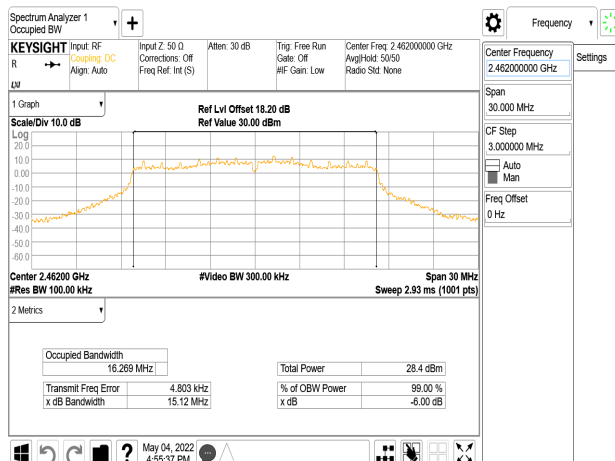 Spectrum Analyzer 1
Occupied BW
Frequency
KEYSIGHT
R
Input: RF
Coupling: DC
Align: Auto
Input Z: 50 Ω
Corrections: Off
Freq Ref: Int (S)
Atten: 30 dB
Trig: Free Run
Gate: Off
#IF Gain: Low
Center Freq: 2.462000000 GHz
Avg|Hold: 50/50
Radio Std: None
Center Frequency
2.462000000 GHz
Settings
Span
30.000 MHz
CF Step
3.000000 MHz
Auto
Man
Freq Offset
0 Hz
1 Graph
Scale/Div 10.0 dB
Ref Lvl Offset 18.20 dB
Ref Value 30.00 dBm
Log
20.0
10.0
0.00
-10.0
-20.0
-30.0
-40.0
-50.0
-60.0
Center 2.46200 GHz
#Video BW 300.00 kHz
Span 30 MHz
#Res BW 100.00 kHz
Sweep 2.93 ms (1001 pts)
2 Metrics
Occupied Bandwidth
16.269 MHz
Total Power 28.4 dBm
Transmit Freq Error 4.803 kHz
% of OBW Power 99.00 %
x dB Bandwidth 15.12 MHz
x dB -6.00 dB
?
May 04, 2022
4:55:37 PM